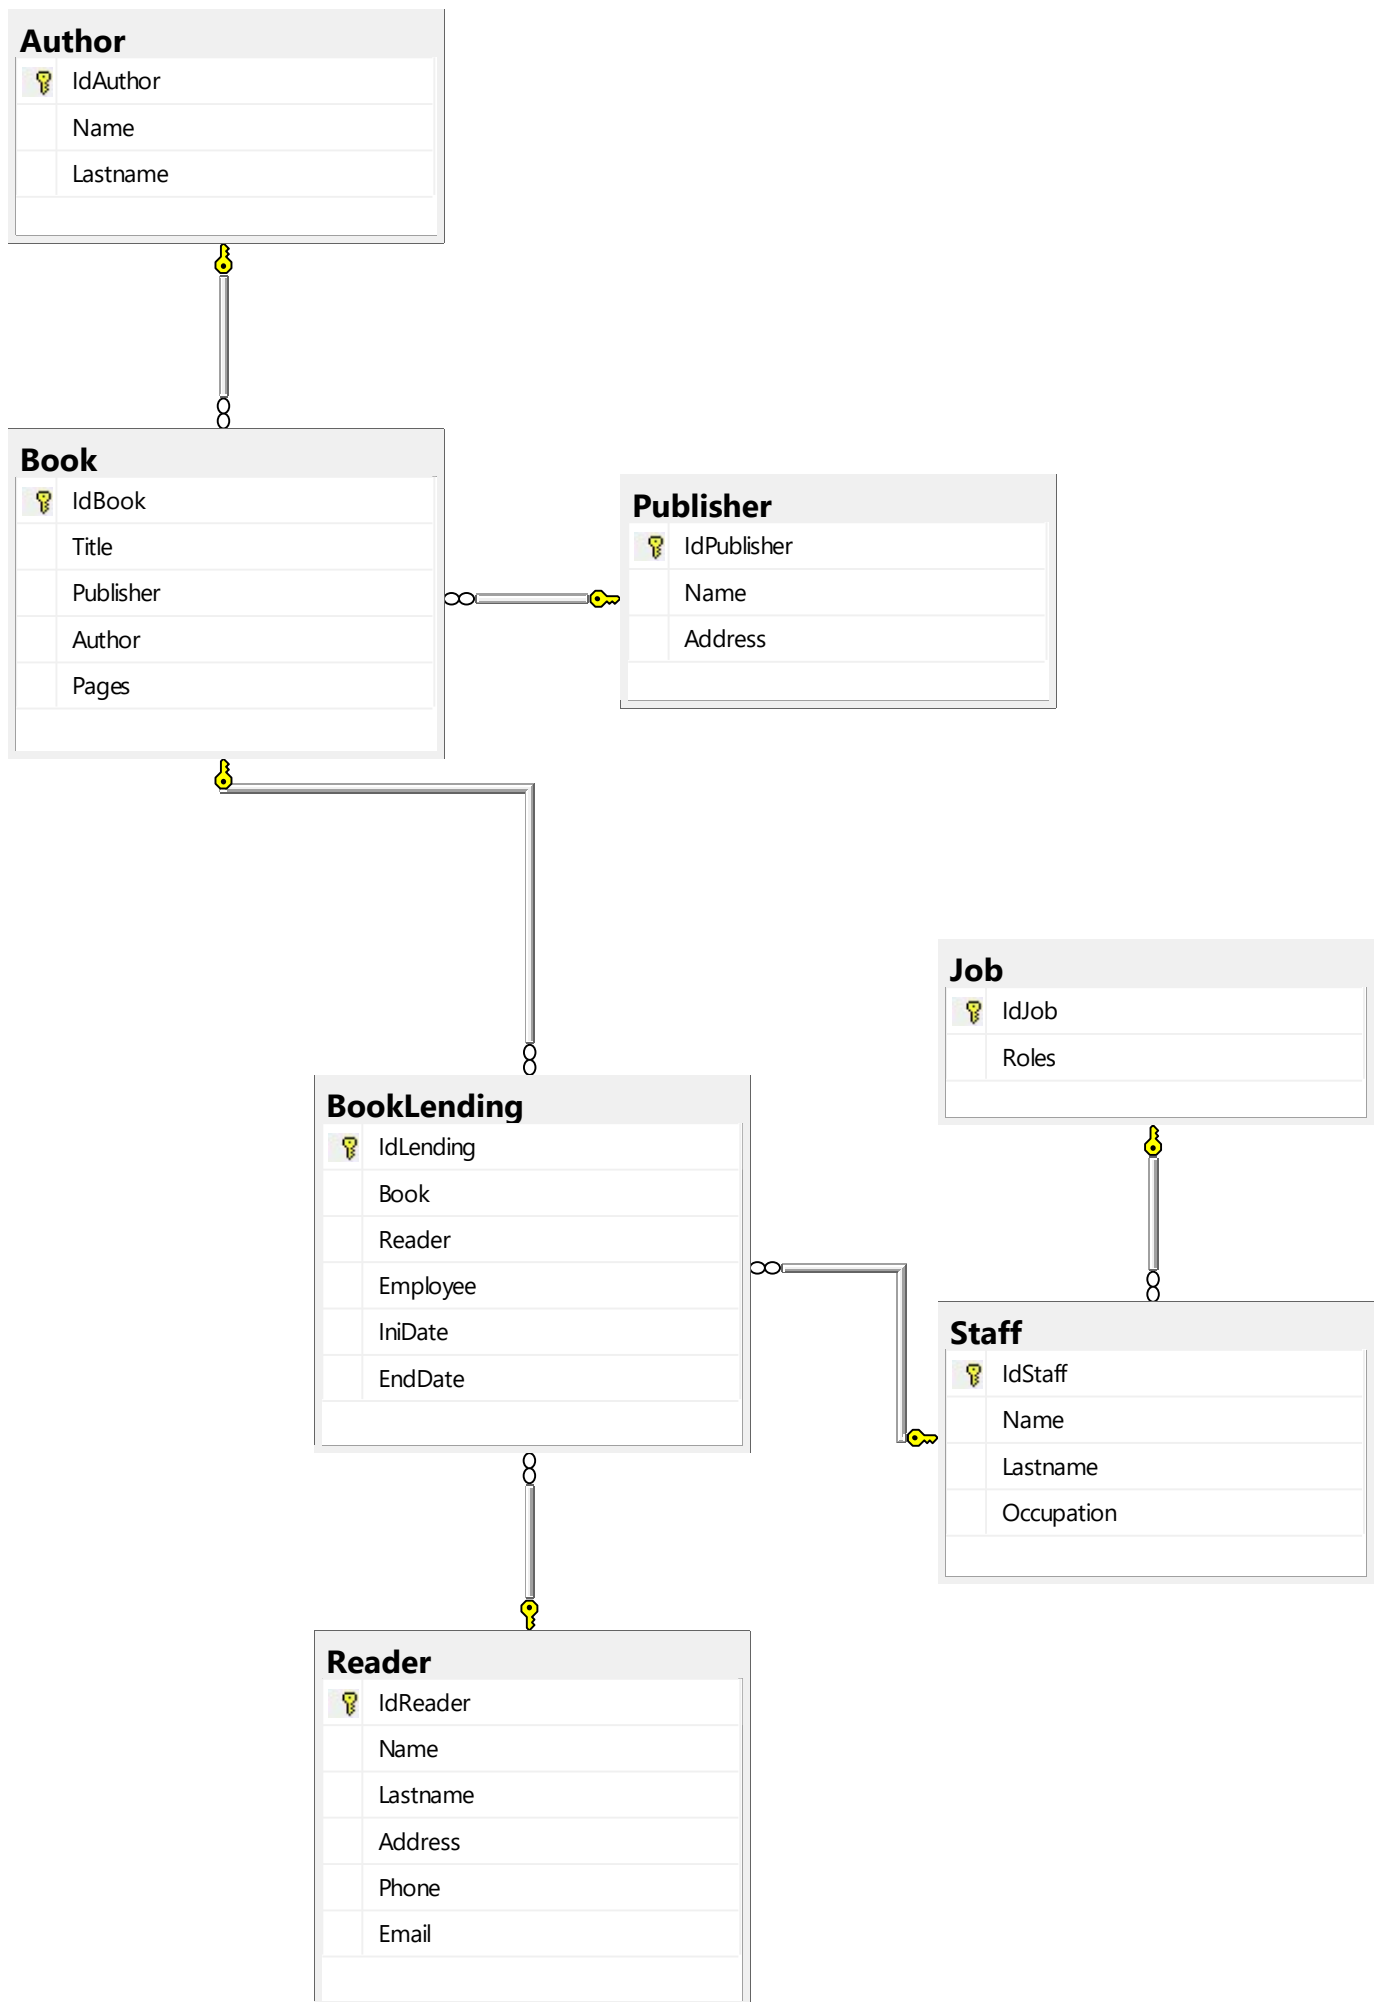 Author
IdAuthor
Name
Lastname
Book
IdBook
Title
Publisher
Author
Pages
Publisher
IdPublisher
Name
Address
Job
IdJob
Roles
BookLending
IdLending
Book
Reader
Employee
IniDate
EndDate
Staff
IdStaff
Name
Lastname
Occupation
Reader
IdReader
Name
Lastname
Address
Phone
Email